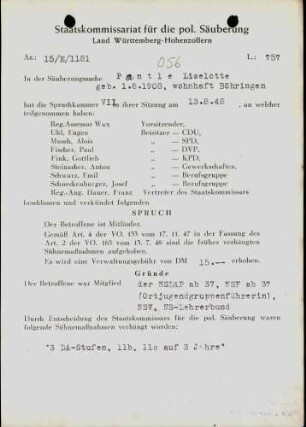 Staatskommissariat für die pol. Säuberung
Land Württemberg-Hohenzollern
Az.: 15/E/1181
056
L.: 757
In der Säuberungssache Pantle Liselotte
geb. 1.6.1908, wohnhaft Böhringen
hat die Spruchkammer VII in ihrer Sitzung am 13.8.48, an welcher
teilgenommen haben:
Reg.Assessor Wax Vorsitzender,
Uhl, Eugen Beisitzer — CDU,
Musch, Alois — SPD,
Fischer, Paul — DVP,
Fink, Gottlieb — KPD,
Steinacher, Anton — Gewerkschaften,
Schwarz, Emil — Berufsgruppe
Schneckenburger, Josef — Berufsgruppe
Reg.-Ang. Hauer, Franz Vertreter des Staatskommissars
beschlossen und verkündet folgenden
SPRUCH
Der Betroffene ist Mitläufer.
Gemäß Art. 4 der VO. 133 vom 17. 11. 47 in der Fassung des
Art. 2 der VO. 165 vom 13. 7. 48 sind die früher verhängten
Sühnemaßnahmen aufgehoben.
Es wird eine Verwaltungsgebühr von DM 15.-- erhoben.
Gründe
Der Betroffene war Mitglied der NSDAP ab 37, NSF ab 37
(Ortjugendgruppenführerin),
NSV, NS-Lehrerbund
Durch Entscheidung des Staatskommissars für die pol. Säuberung waren
folgende Sühnemaßnahmen verhängt worden:
"3 DA-Stufen, 11b, 11c auf 3 Jahre"